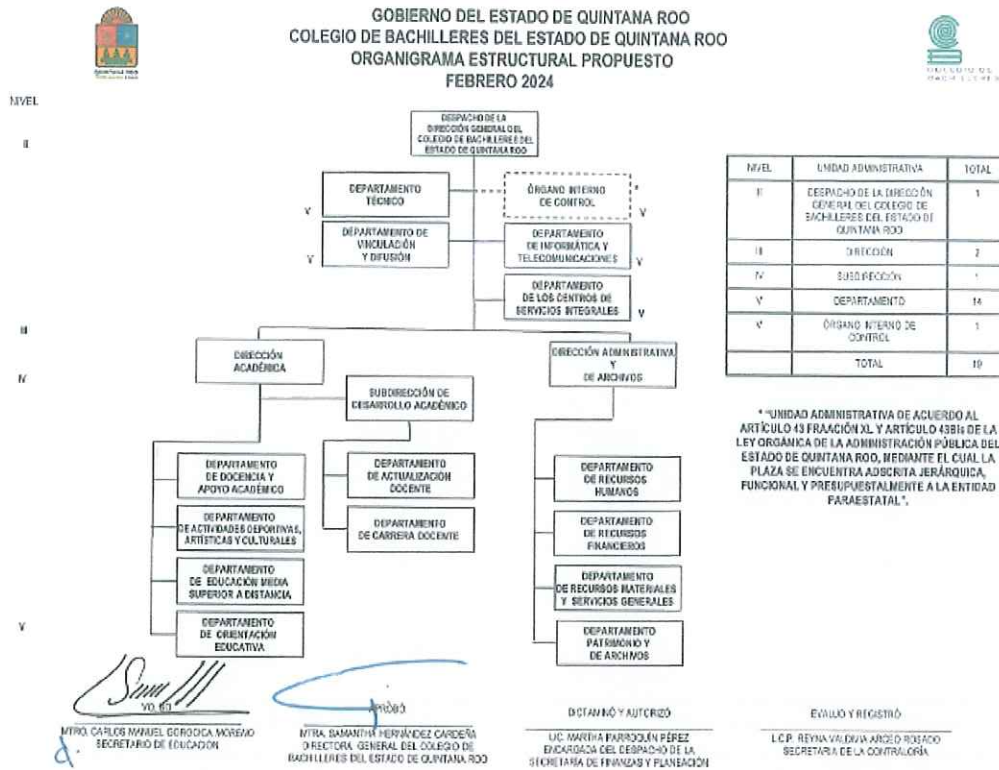 GOBIERNO DEL ESTADO DE QUINTANA ROO
COLEGIO DE BACHILLERES DEL ESTADO DE QUINTANA ROO
ORGANIGRAMA ESTRUCTURAL PROPUESTO
FEBRERO 2024
QUINTANA ROO
COLEGIO DE
BACHILLERES
NIVEL
II
DESPACHO DE LA
DIRECCIÓN GENERAL DEL
COLEGIO DE BACHILLERES DEL
ESTADO DE QUINTANA ROO
DEPARTAMENTO
TÉCNICO
V
ÓRGANO INTERNO
DE CONTROL
*
V
DEPARTAMENTO DE
VINCULACIÓN
Y DIFUSIÓN
V
DEPARTAMENTO
DE INFORMÁTICA Y
TELECOMUNICACIONES
V
DEPARTAMENTO
DE LOS CENTROS DE
SERVICIOS INTEGRALES
V
III
DIRECCIÓN
ACADÉMICA
DIRECCIÓN ADMINISTRATIVA
Y
DE ARCHIVOS
IV
SUBDIRECCIÓN DE
DESARROLLO ACADÉMICO
DEPARTAMENTO
DE DOCENCIA Y
APOYO ACADÉMICO
DEPARTAMENTO
DE ACTIVIDADES DEPORTIVAS,
ARTÍSTICAS Y CULTURALES
DEPARTAMENTO
DE EDUCACIÓN MEDIA
SUPERIOR A DISTANCIA
V
DEPARTAMENTO
DE ORIENTACIÓN
EDUCATIVA
DEPARTAMENTO
DE ACTUALIZACIÓN
DOCENTE
DEPARTAMENTO
DE CARRERA DOCENTE
DEPARTAMENTO
DE RECURSOS
HUMANOS
DEPARTAMENTO
DE RECURSOS
FINANCIEROS
DEPARTAMENTO
DE RECURSOS MATERIALES
Y SERVICIOS GENERALES
DEPARTAMENTO
PATRIMONIO Y
DE ARCHIVOS
NIVEL UNIDAD ADMINISTRATIVA TOTAL
II DESPACHO DE LA DIRECCIÓN GENERAL DEL COLEGIO DE BACHILLERES DEL ESTADO DE QUINTANA ROO 1
III DIRECCIÓN 2
IV SUBDIRECCIÓN 1
V DEPARTAMENTO 14
V ÓRGANO INTERNO DE CONTROL 1
TOTAL 19
* "UNIDAD ADMINISTRATIVA DE ACUERDO AL
ARTÍCULO 43 FRAACIÓN XL Y ARTÍCULO 43Bis DE LA
LEY ORGÁNICA DE LA ADMINISTRACIÓN PÚBLICA DEL
ESTADO DE QUINTANA ROO, MEDIANTE EL CUAL LA
PLAZA SE ENCUENTRA ADSCRITA JERÁRQUICA,
FUNCIONAL Y PRESUPUESTALMENTE A LA ENTIDAD
PARAESTATAL".
VO. BO
MTRO. CARLOS MANUEL GOROCICA MORENO
SECRETARIO DE EDUCACIÓN
APROBÓ
MTRA. SAMANTHA HERNÁNDEZ CARDEÑA
DIRECTORA GENERAL DEL COLEGIO DE
BACHILLERES DEL ESTADO DE QUINTANA ROO
DICTAMINÓ Y AUTORIZÓ
LIC. MARTHA PARROQUÍN PÉREZ
ENCARGADA DEL DESPACHO DE LA
SECRETARÍA DE FINANZAS Y PLANEACIÓN
EVALUÓ Y REGISTRÓ
L.C.P. REYNA VALDIVIA ARCEO ROSADO
SECRETARIA DE LA CONTRALORÍA